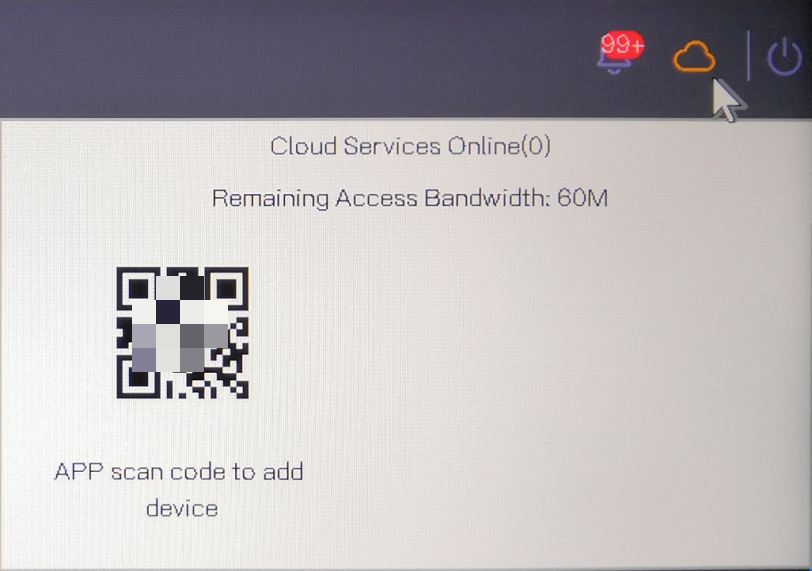 99+
Cloud Services Online(0)
Remaining Access Bandwidth: 60M
APP scan code to add
device